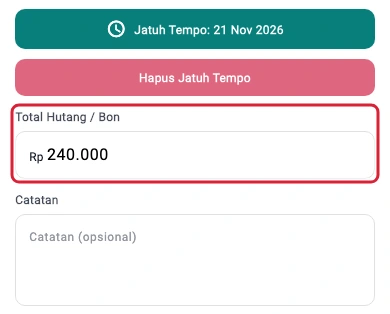 Jatuh Tempo: 21 Nov 2026
Hapus Jatuh Tempo
Total Hutang / Bon
Rp 240.000
Catatan
Catatan (opsional)